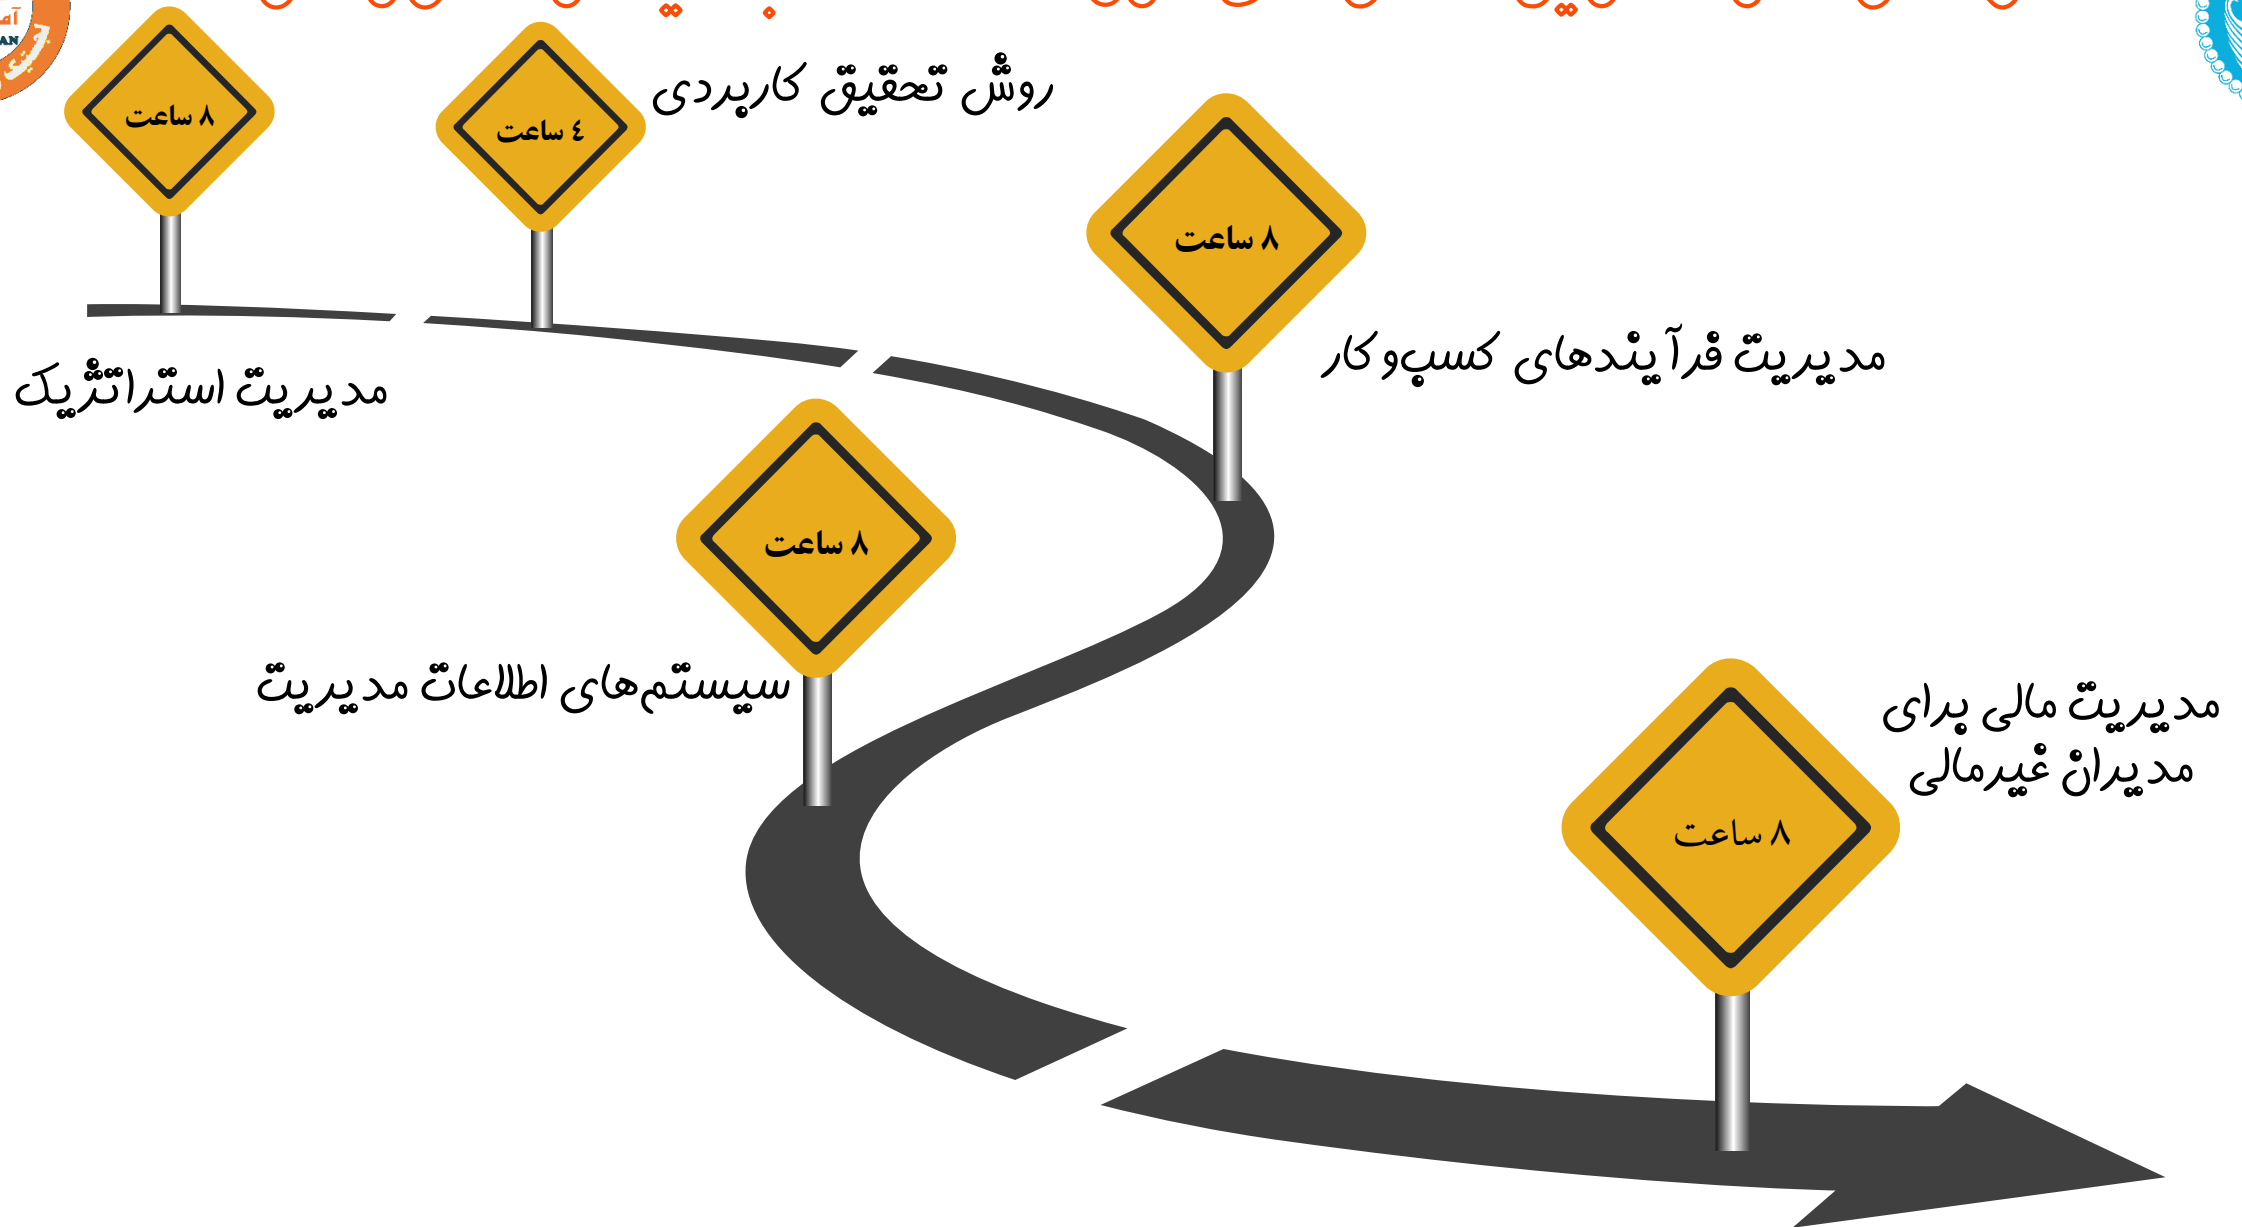 ۸ ساعت
مدیریت استراتژیک
٤ ساعت
روش تحقیق کاربردی
۸ ساعت
مدیریت فرآیندهای کسب‌وکار
۸ ساعت
سیستم‌های اطلاعات مدیریت
۸ ساعت
مدیریت مالی برای
مدیران غیرمالی